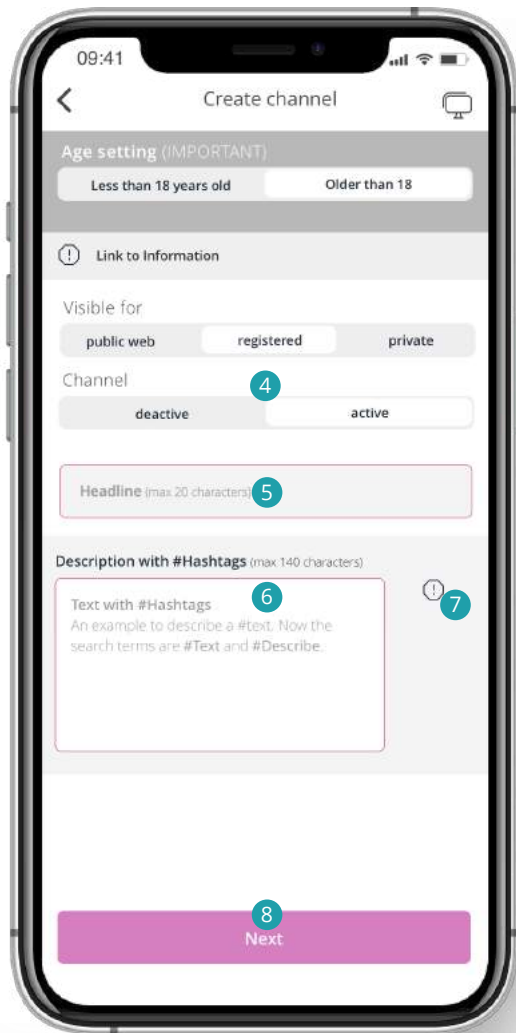 09:41
Create channel
Age setting (IMPORTANT)
Less than 18 years old Older than 18
Link to Information
Visible for
public web registered private
Channel
4
deactive active
Headline (max 20 characters) 5
Description with #Hashtags (max 140 characters)
Text with #Hashtags 6
7
An example to describe a #text. Now the
search terms are #Text and #Describe.
8
Next